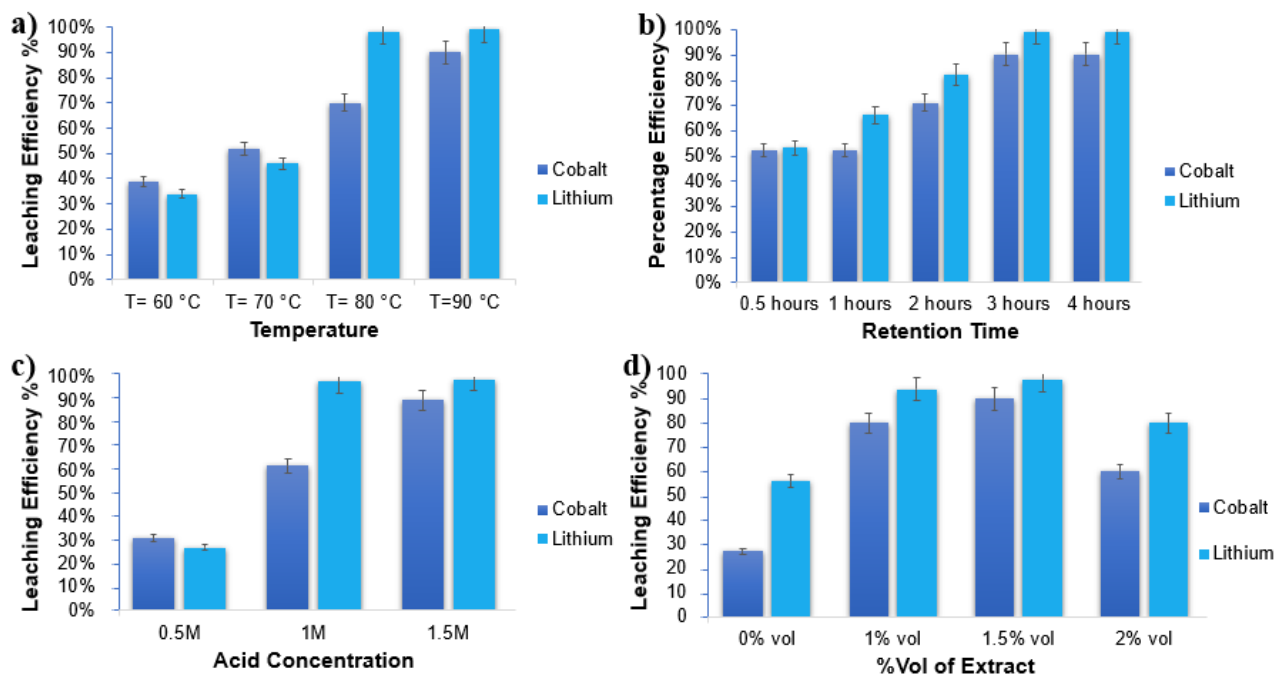 a)
Leaching Efficiency %
100%
90%
80%
70%
60%
50%
40%
30%
20%
10%
0%
T= 60 °C T= 70 °C T= 80 °C T=90 °C
Temperature
Cobalt
Lithium
b)
Percentage Efficiency
100%
90%
80%
70%
60%
50%
40%
30%
20%
10%
0%
0.5 hours 1 hours 2 hours 3 hours 4 hours
Retention Time
Cobalt
Lithium
c)
Leaching Efficiency %
100%
90%
80%
70%
60%
50%
40%
30%
20%
10%
0%
0.5M 1M 1.5M
Acid Concentration
Cobalt
Lithium
d)
Leaching Efficiency %
100
90
80
70
60
50
40
30
20
10
0
0% vol 1% vol 1.5% vol 2% vol
%Vol of Extract
Cobalt
Lithium